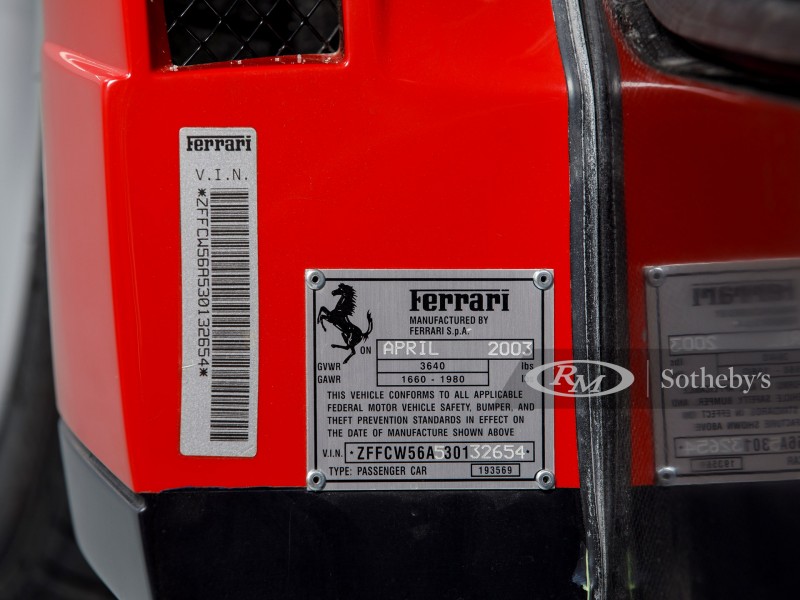 Ferrari
V.I.N.
*ZFFCW56A530132654*
Ferrari
MANUFACTURED BY
FERRARI S.p.A.
ON APRIL 2003
GVWR 3640 lbs
GAWR 1660 - 1980
THIS VEHICLE CONFORMS TO ALL APPLICABLE
FEDERAL MOTOR VEHICLE SAFETY, BUMPER, AND
THEFT PREVENTION STANDARDS IN EFFECT ON
THE DATE OF MANUFACTURE SHOWN ABOVE
V.I.N. ·ZFFCW56A530132654·
TYPE: PASSENGER CAR 193569
RM | Sotheby's